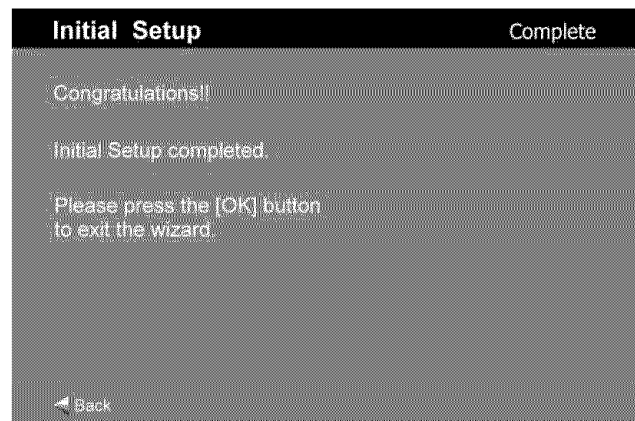 Initial Setup
Complete
Congratulations!!
Initial Setup completed.
Please press the [OK] button
to exit the wizard.
Back